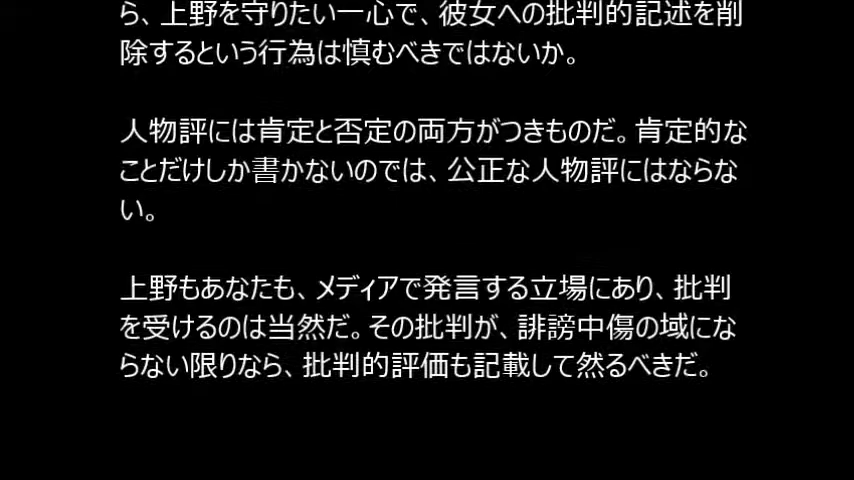 ら、上野を守りたい一心で、彼女への批判的記述を削
除するという行為は慎むべきではないか。
人物評には肯定と否定の両方がつきものだ。肯定的な
ことだけしか書かないのでは、公正な人物評にはならな
い。
上野もあなたも、メディアで発言する立場にあり、批判
を受けるのは当然だ。その批判が、誹謗中傷の域にな
らない限りなら、批判的評価も記載して然るべきだ。